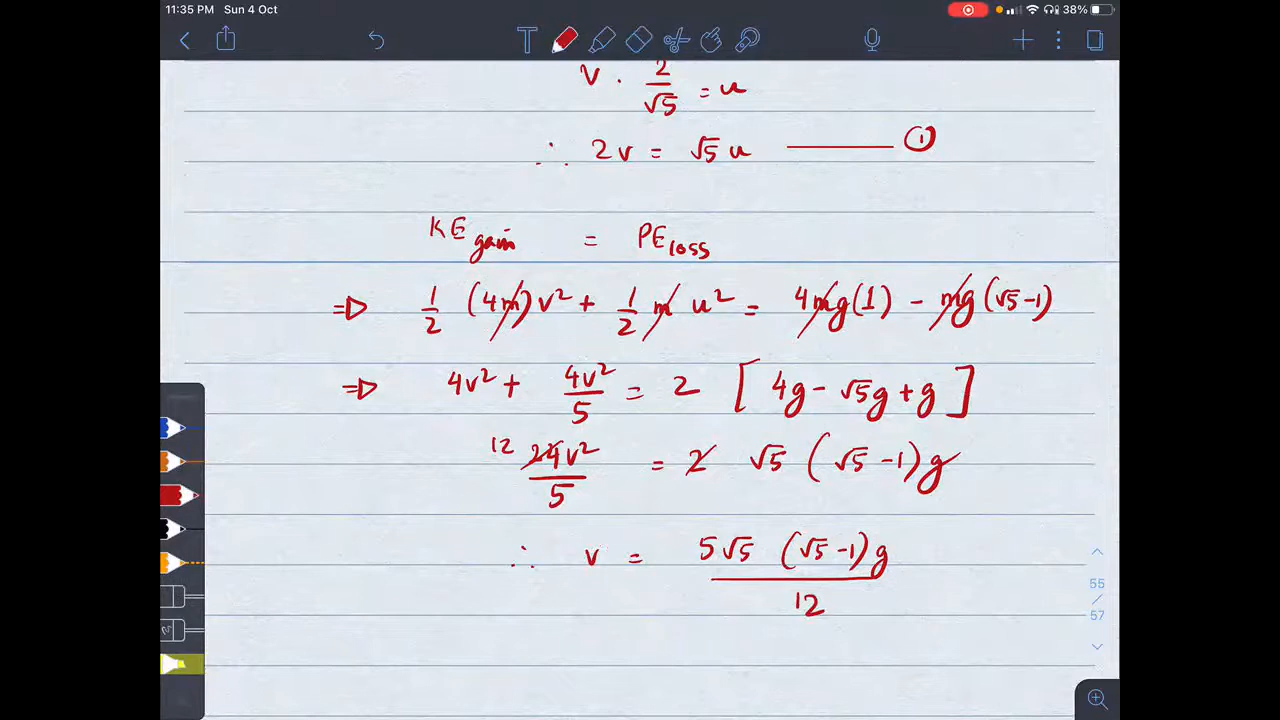 11:35 PM Sun 4 Oct 38%
T
V · 2/√5 = u
∴ 2v = √5 u ——— ①
KE gain = PE loss
⇒ 1/2 (4m)v² + 1/2 m u² = 4mg(1) - mg(√5-1)
⇒ 4v² + 4v²/5 = 2 [4g - √5g + g]
12 24v²/5 = 2 √5 (√5-1)g
∴ v = 5√5 (√5-1)g / 12
55
/
57